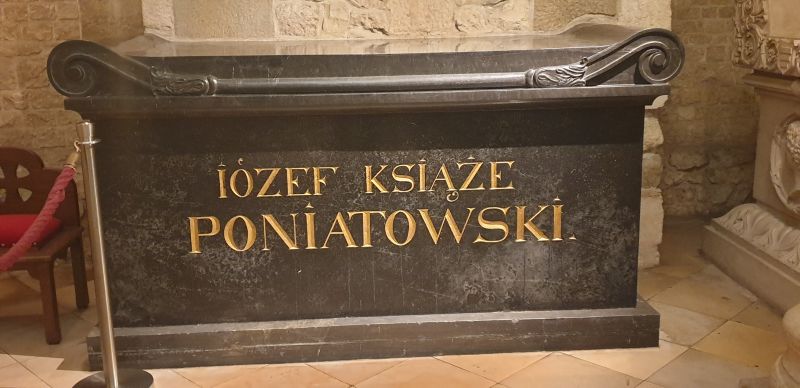 IÓZEF KSIĄŻE
PONIATOWSKI.